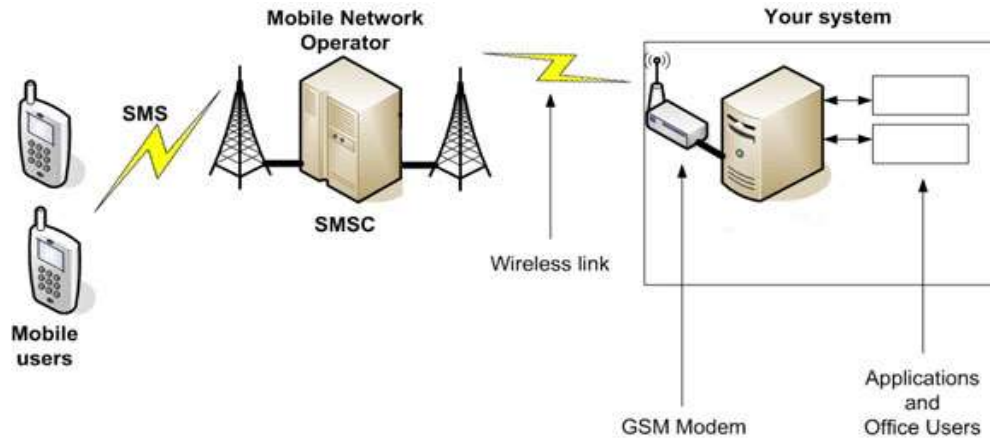 Mobile Network
Operator
Your system
SMS
SMSC
Wireless link
Mobile
users
GSM Modem
Applications
and
Office Users